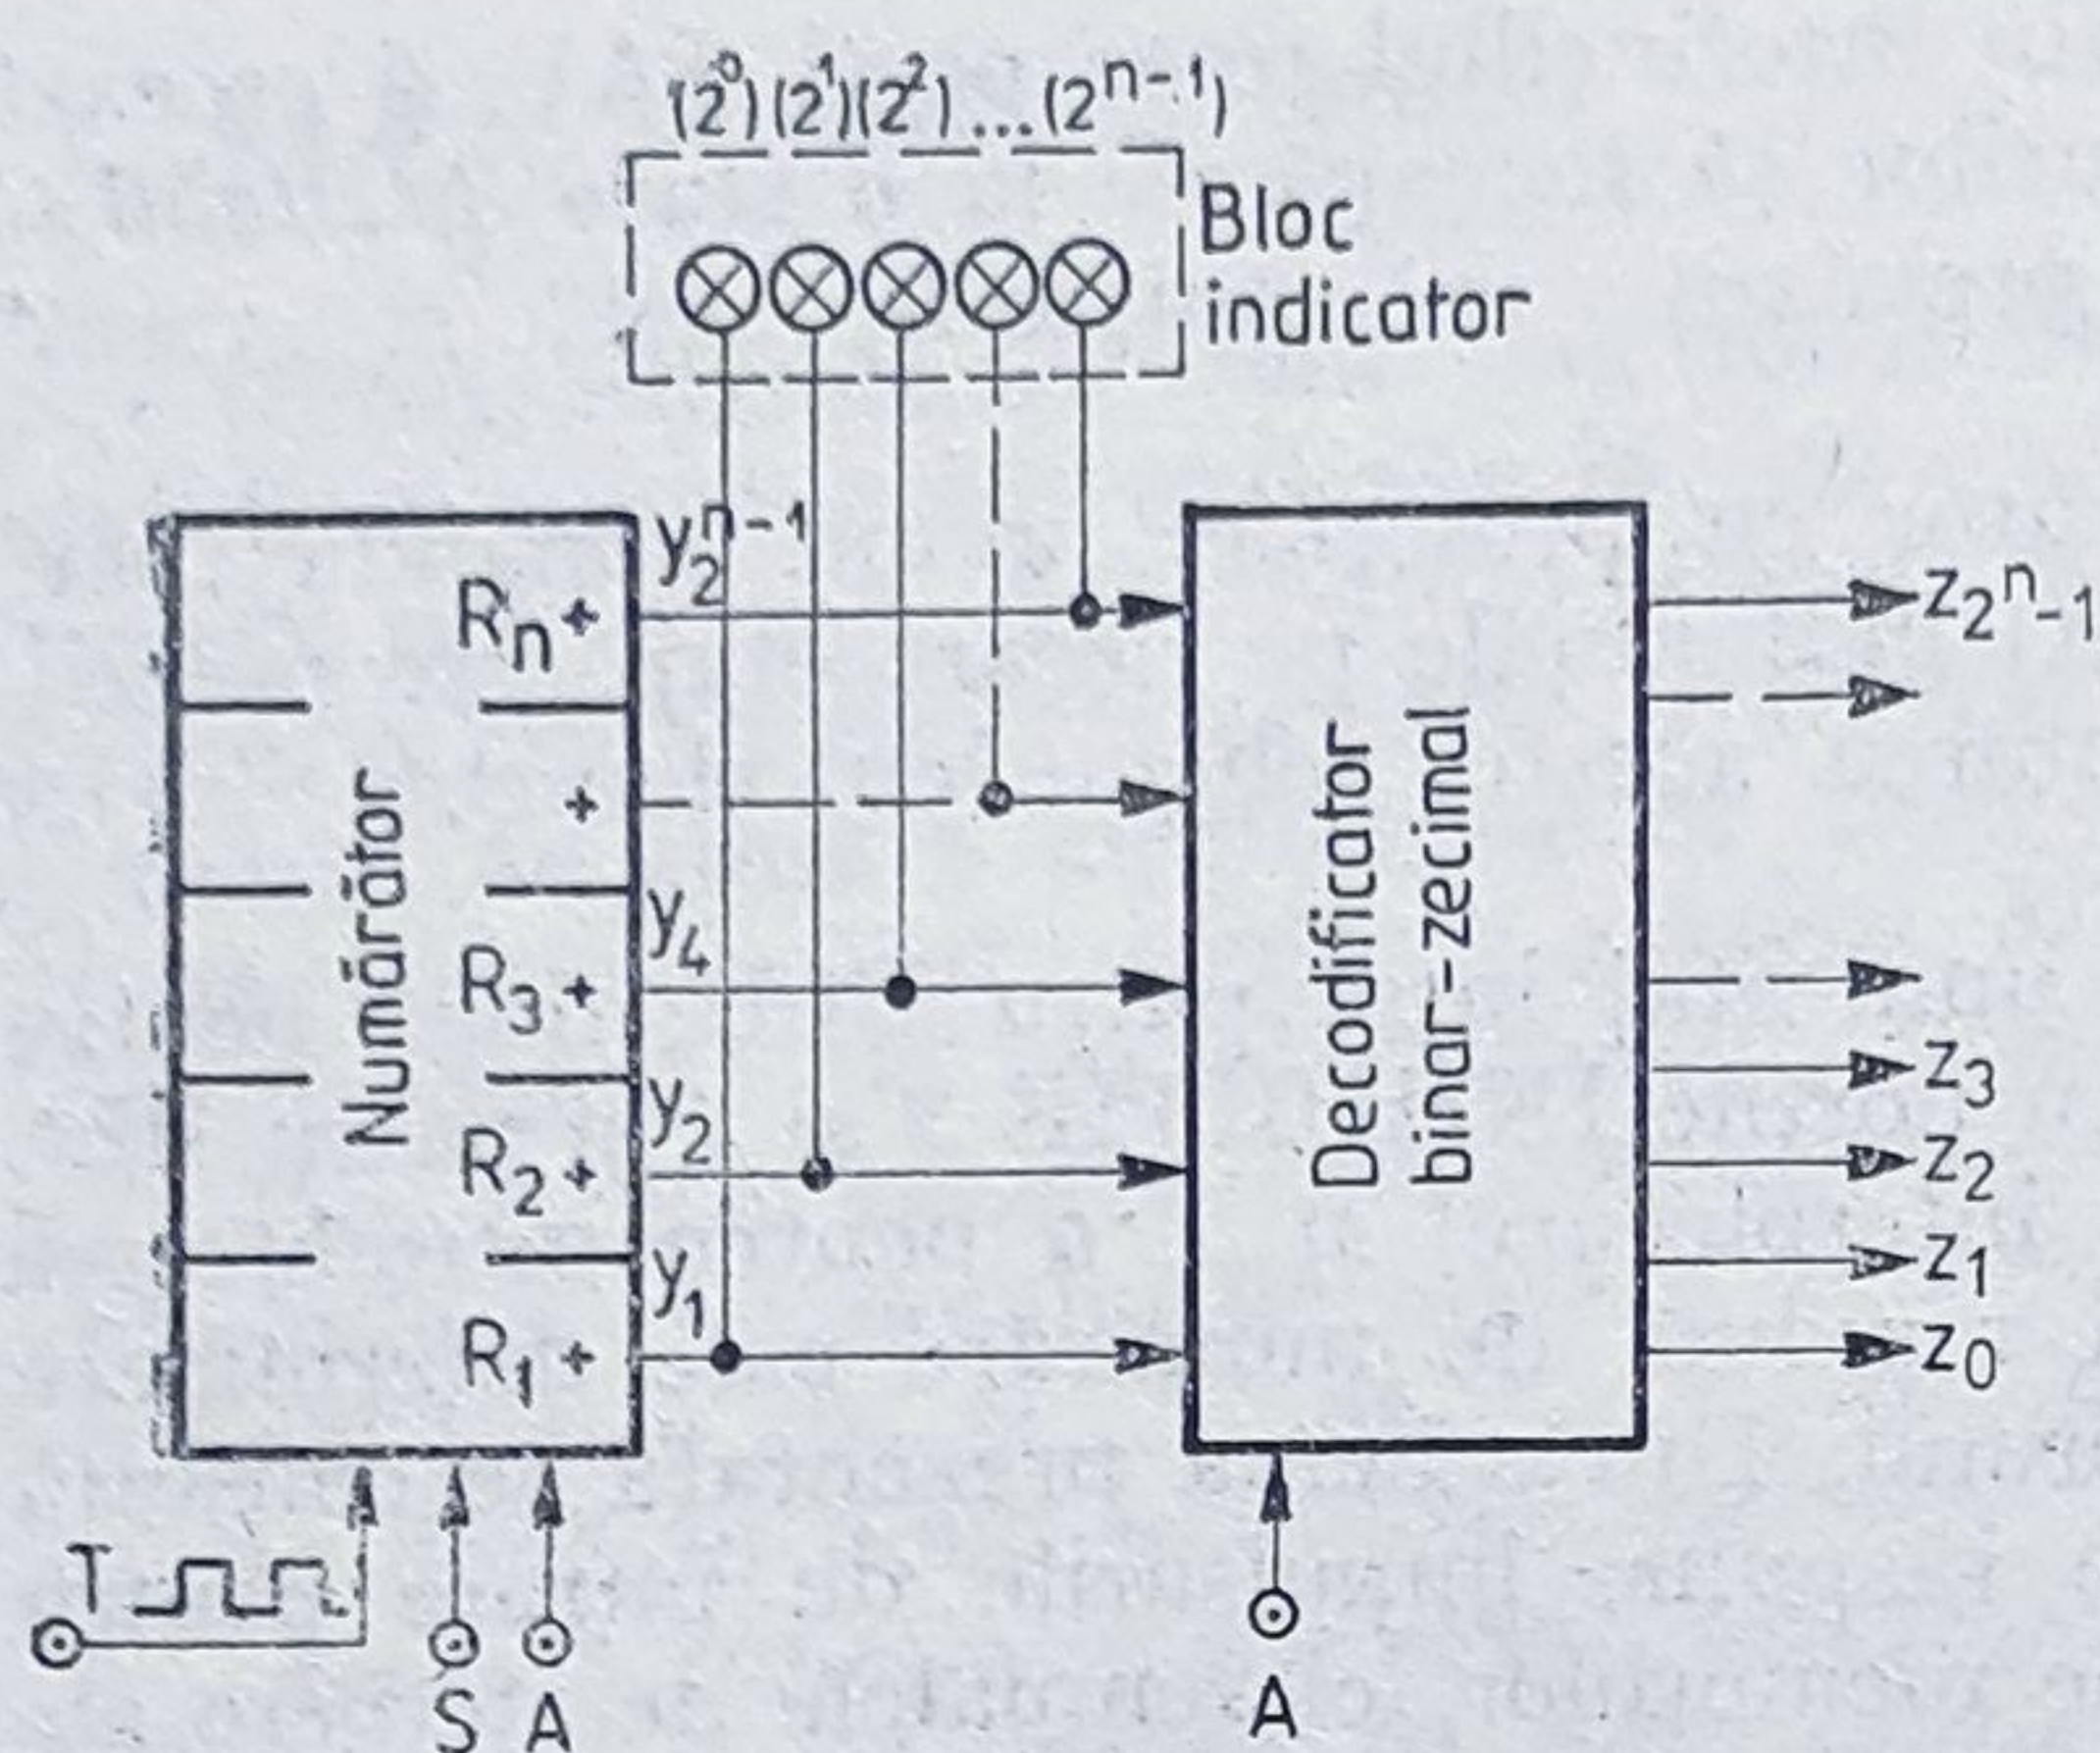 (2⁰) (2¹) (2²) ... (2ⁿ⁻¹)
Bloc
indicator
Numărător
Rₙ +
+
R₃ +
R₂ +
R₁ +
y₂ⁿ⁻¹
y₄
y₂
y₁
Decodificator
binar-zecimal
z₂ⁿ₋₁
z₃
z₂
z₁
z₀
T
S
A
A